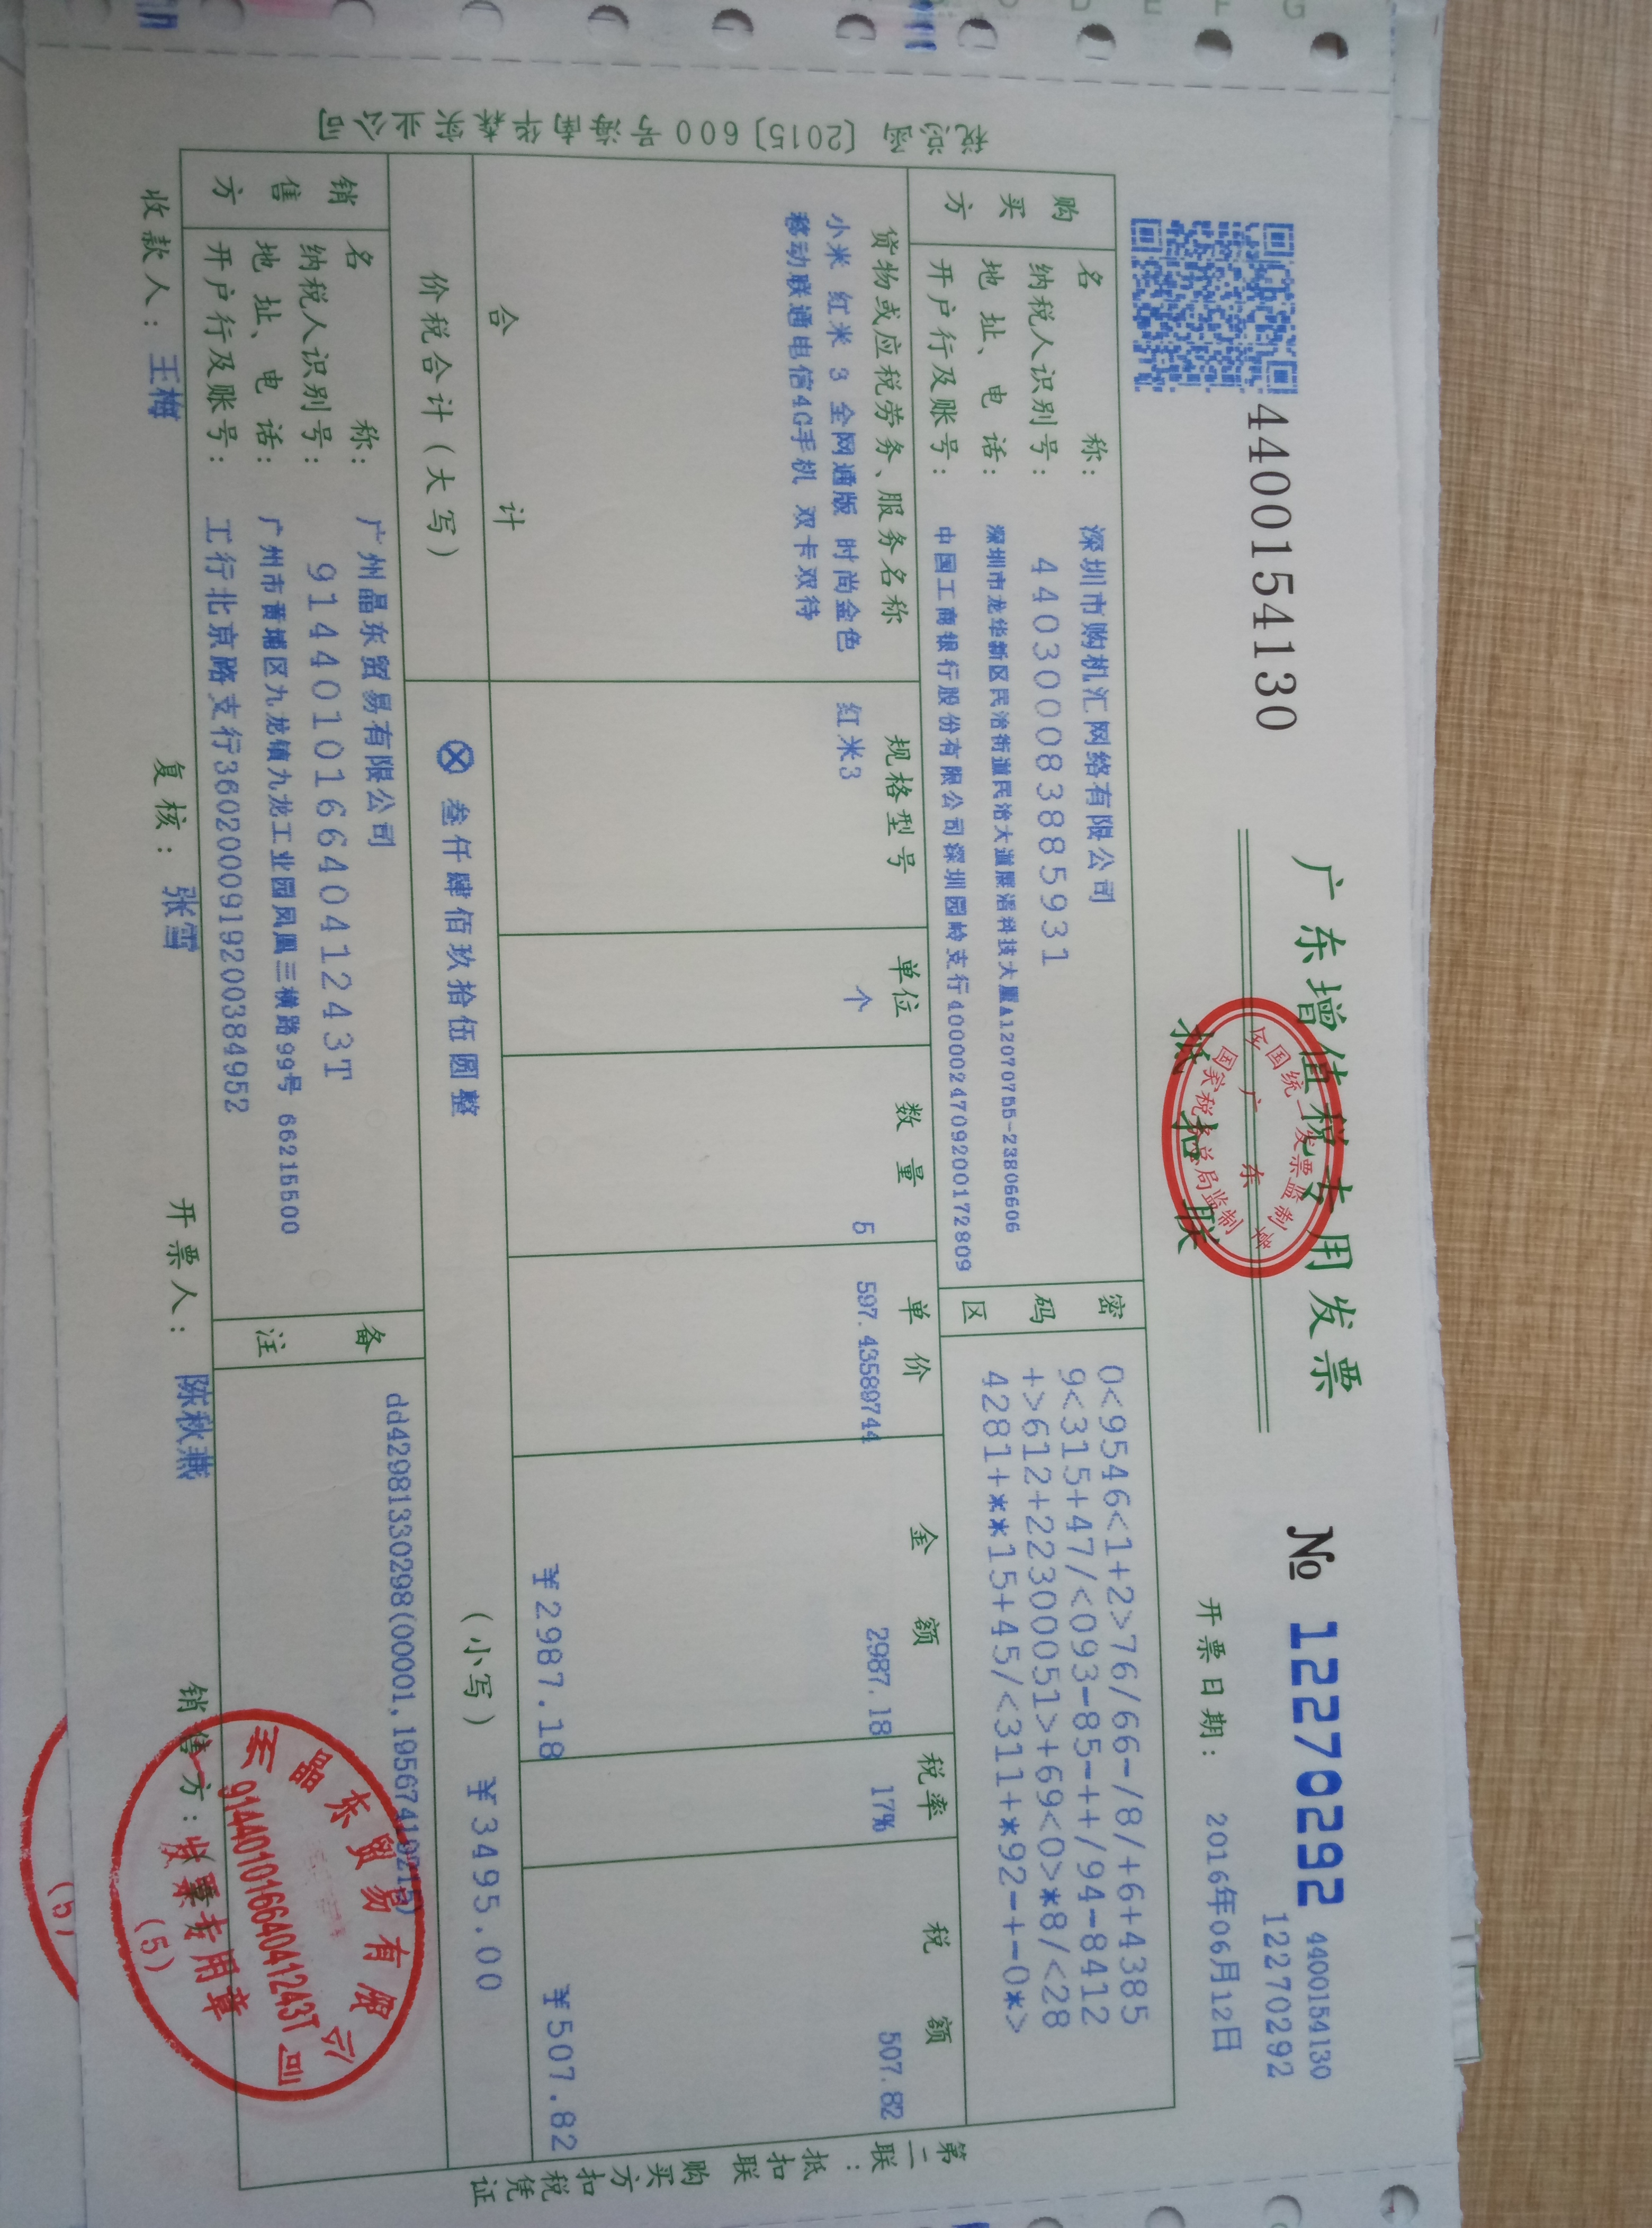 4400154130
广东增值税专用发票
№ 12270292
4400154130
12270292
抵扣联
全国统一发票监制章
广东
国家税务总局监制
开票日期: 2016年06月12日
税总函[2015]600号海南华森实业公司
购买方
名称: 深圳市购机汇网络有限公司
纳税人识别号: 440300083885931
地址、电话: 深圳市龙华新区民治街道民治大道展滔科技大厦A12070755-23806606
开户行及账号: 中国工商银行股份有限公司深圳园岭支行4000024709200172809
密码区
0<9546<1+2>76/66-/8/+6+4385
9<315+47/<093-85-++/94-8412
+>612+2230051>+69<0>*8/<28
4281+**15+45/<311+*92-+-0*>
货物或应税劳务、服务名称 规格型号 单位 数量 单价 金额 税率 税额
小米 红米 3 全网通版 时尚金色 红米3 个 5 597.43589744 2987.18 17% 507.82
移动联通电信4G手机 双卡双待
合计 ¥2987.18 ¥507.82
价税合计(大写) ⊗ 叁仟肆佰玖拾伍圆整 (小写) ¥3495.00
销售方
名称: 广州晶东贸易有限公司
纳税人识别号: 91440101664041243T
地址、电话: 广州市黄埔区九龙镇九龙工业园凤凰三横路99号 66215500
开户行及账号: 工行北京路支行3602000919200384952
备注
dd42981330298(00001,19567419215)
收款人: 王梅 复核: 张雪 开票人: 陈秋燕 销售方:
州晶东贸易有限公司
91440101664041243T
发票专用章
(5)
(5)
第二联:抵扣联 购买方扣税凭证